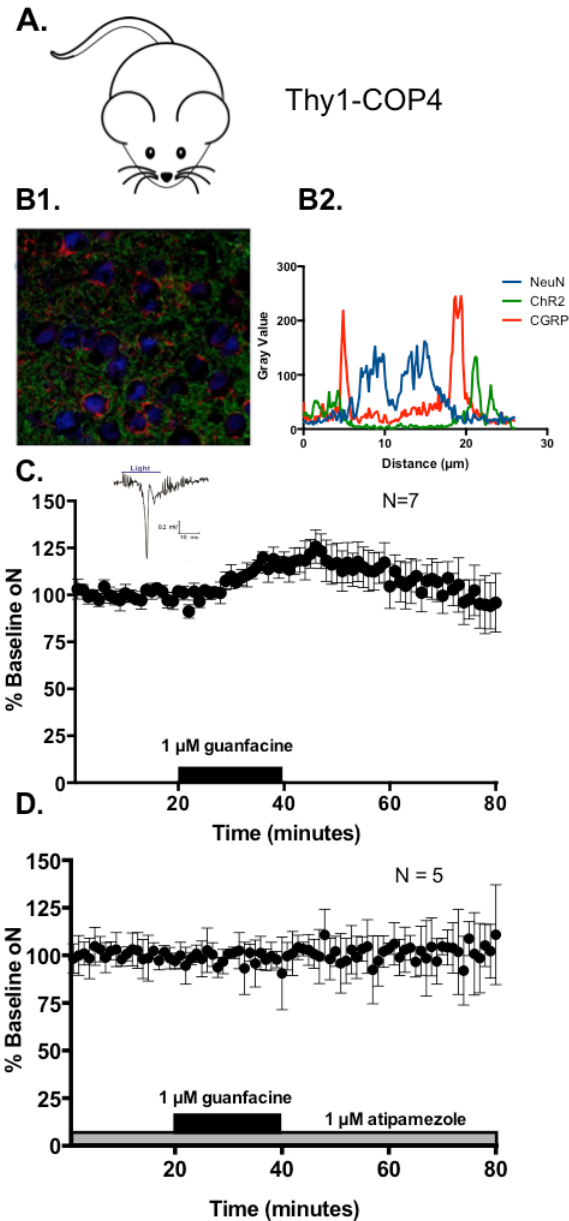 A.
Thy1-COP4
B1.
B2.
300
200
100
0
Gray Value
0 10 20 30
Distance (µm)
NeuN
ChR2
CGRP
C.
Light
0.2 mV
10 ms
N=7
150
125
100
75
50
25
0
% Baseline oN
1 µM guanfacine
20 40 60 80
Time (minutes)
D.
N = 5
150
125
100
75
50
25
0
% Baseline oN
1 µM guanfacine
1 µM atipamezole
20 40 60 80
Time (minutes)